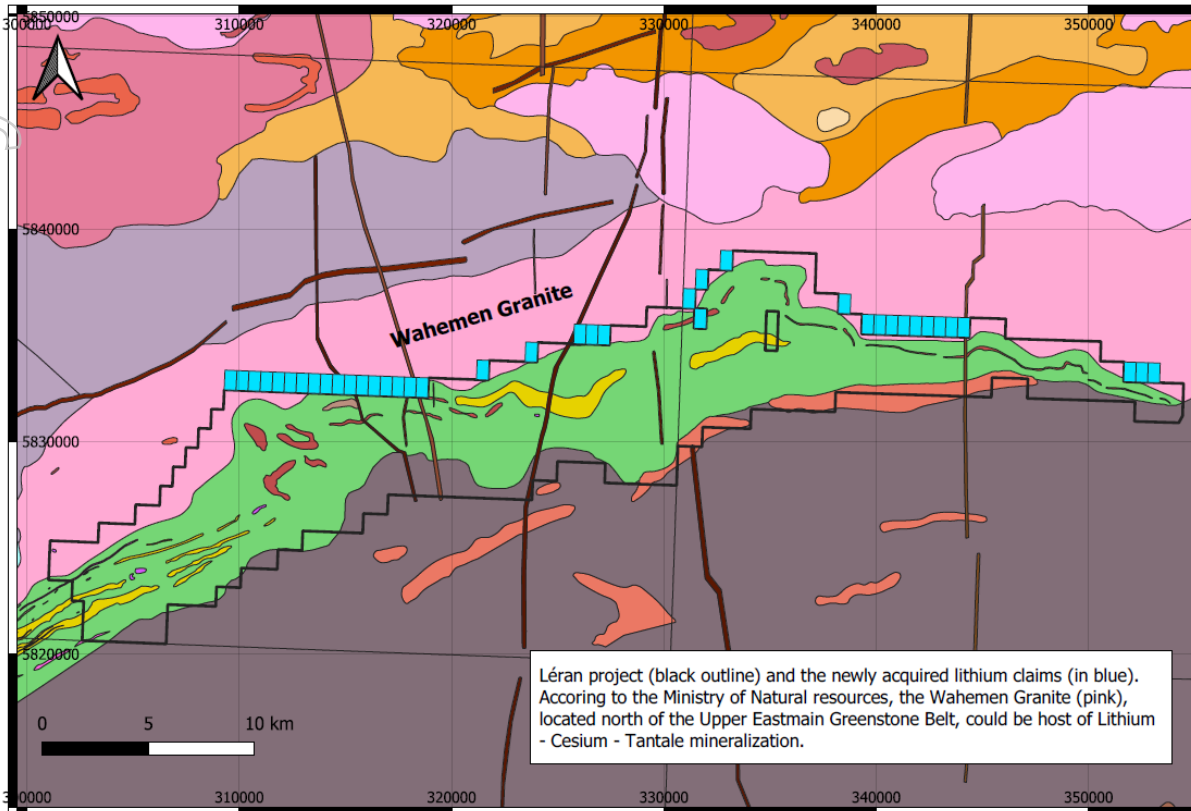 5850000
300000 310000 320000 330000 340000 350000
5840000
Wahemen Granite
5830000
5820000
Léran project (black outline) and the newly acquired lithium claims (in blue).
Accoring to the Ministry of Natural resources, the Wahemen Granite (pink),
located north of the Upper Eastmain Greenstone Belt, could be host of Lithium
- Cesium - Tantale mineralization.
0 5 10 km
300000 310000 320000 330000 340000 350000